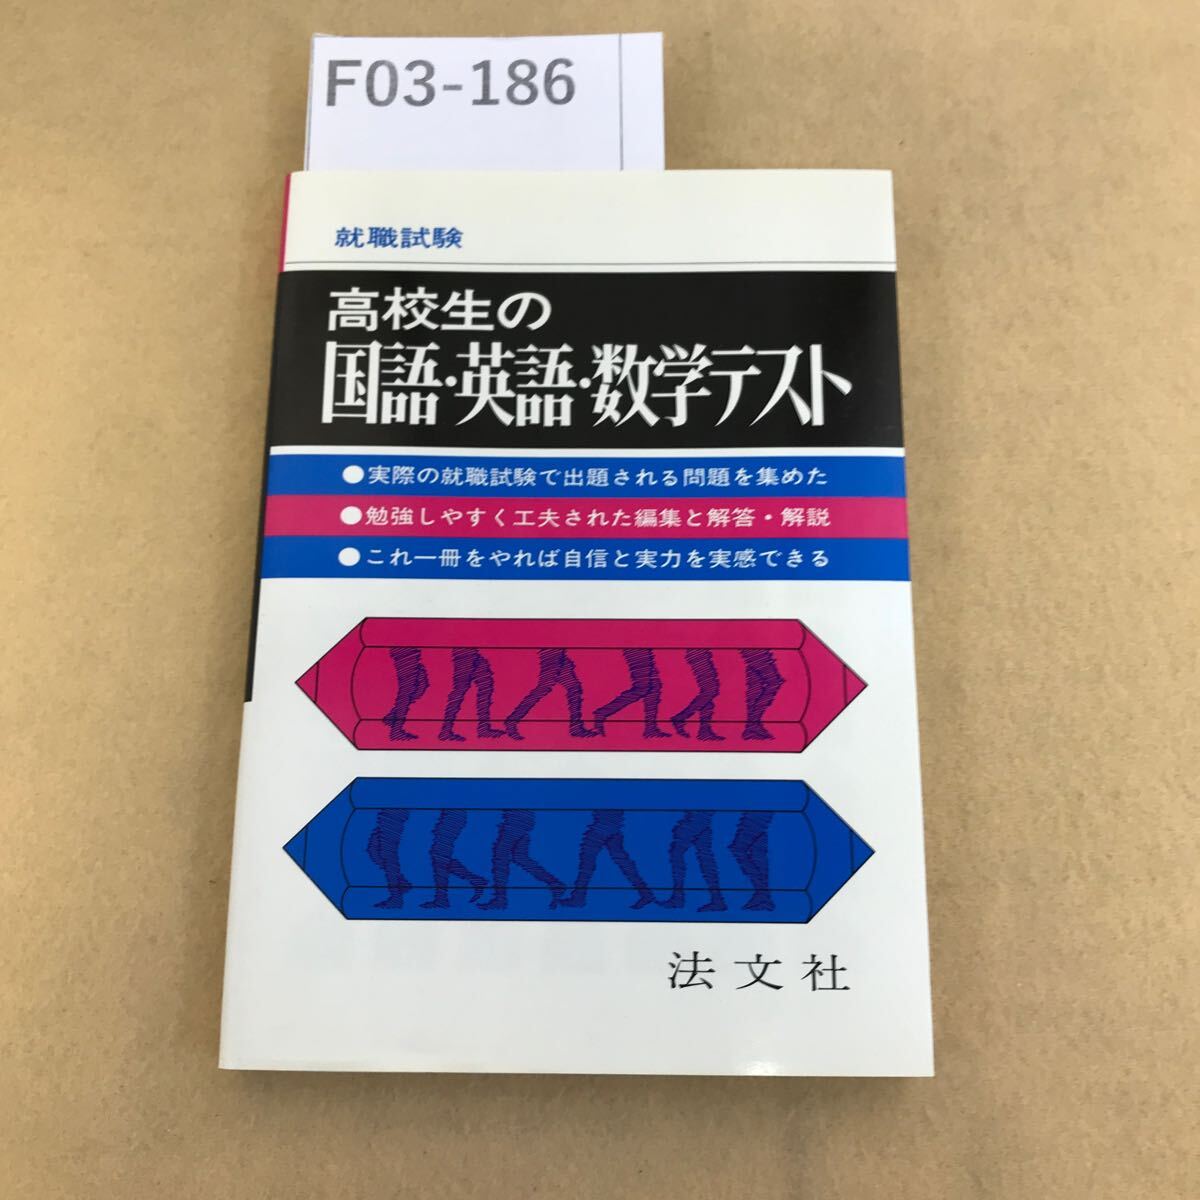 F03-186
就職試験
高校生の
国語・英語・数学テスト
●実際の就職試験で出題される問題を集めた
●勉強しやすく工夫された編集と解答・解説
●これ一冊をやれば自信と実力を実感できる
法文社